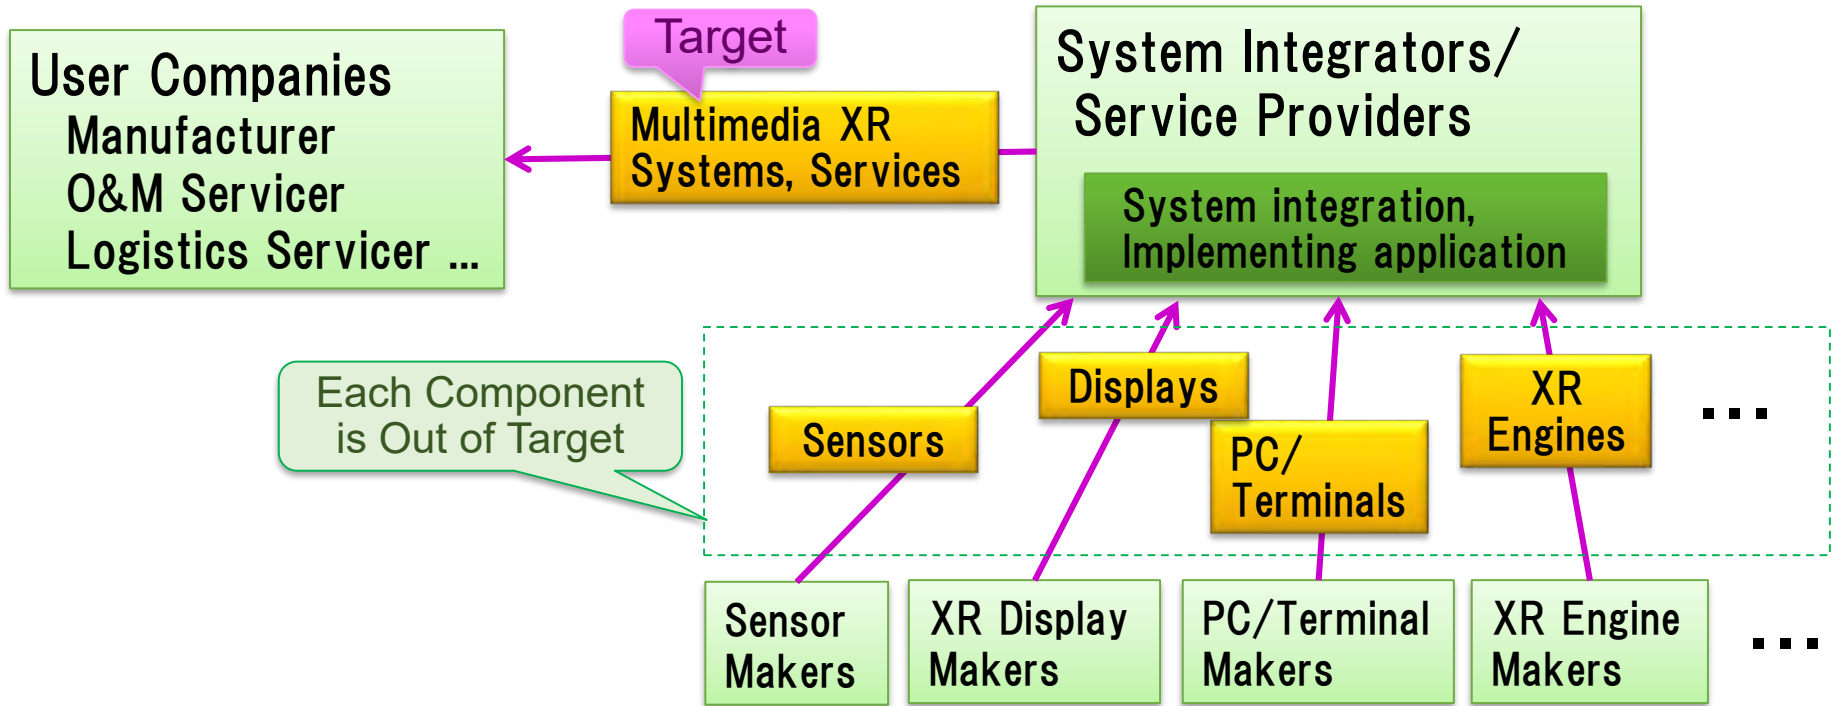 Target
User Companies
Manufacturer
O&M Servicer
Logistics Servicer ...
Multimedia XR
Systems, Services
System Integrators/
Service Providers
System integration,
Implementing application
Each Component
is Out of Target
Sensors
Displays
PC/
Terminals
XR
Engines
...
Sensor
Makers
XR Display
Makers
PC/Terminal
Makers
XR Engine
Makers
...